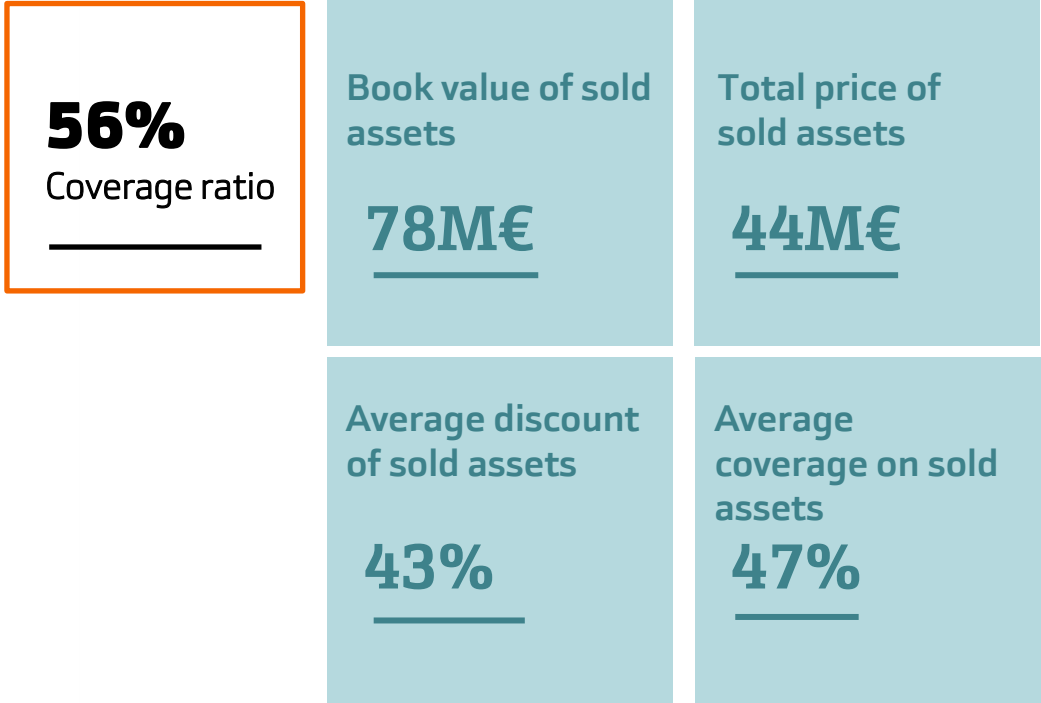 56%
Coverage ratio
Book value of sold
assets
78M€
Total price of
sold assets
44M€
Average discount
of sold assets
43%
Average
coverage on sold
assets
47%